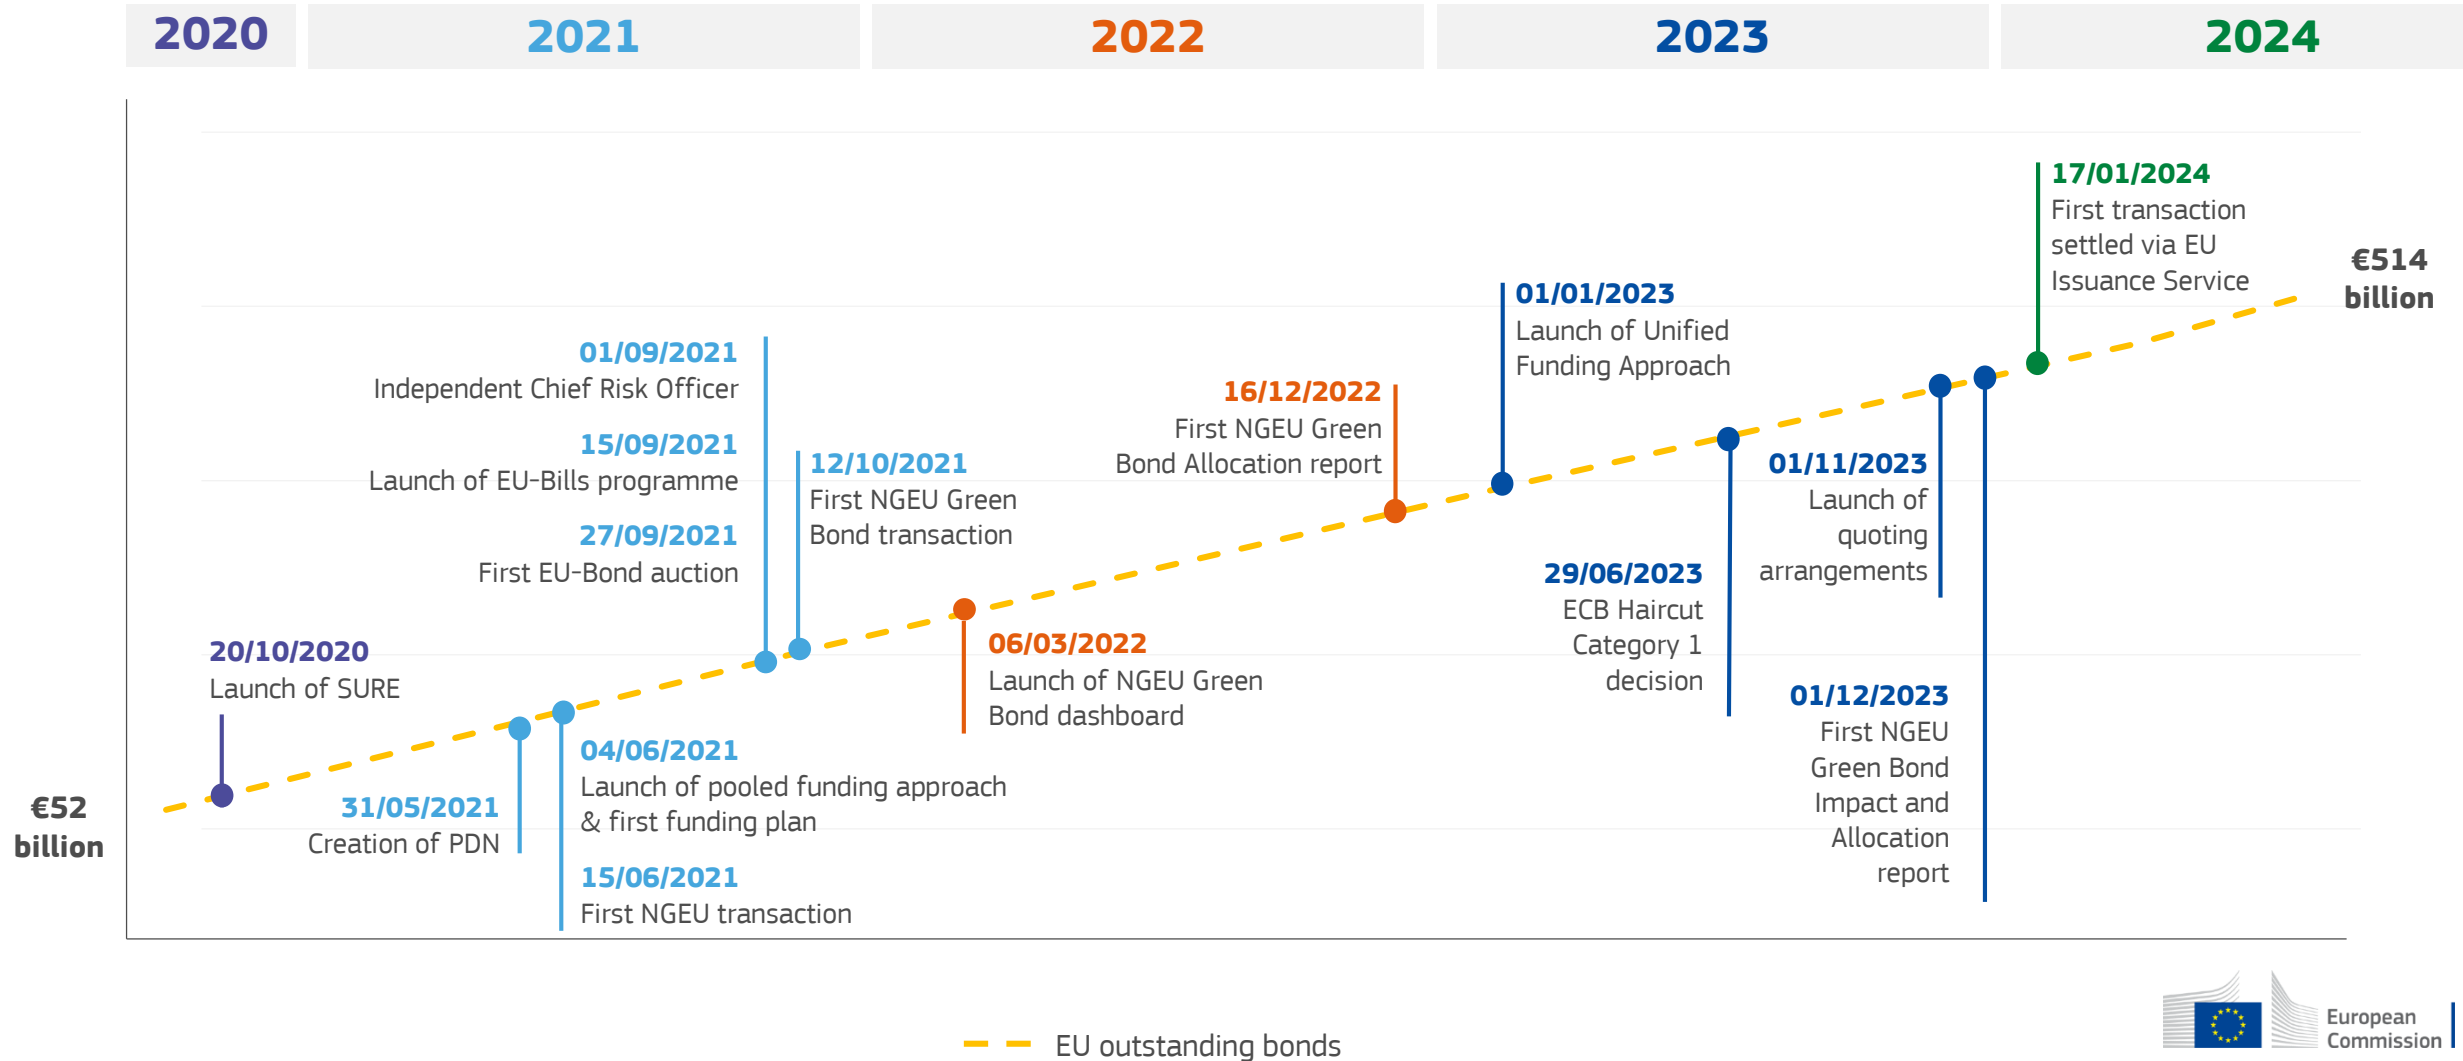 2020
2021
2022
2023
2024
17/01/2024
First transaction
settled via EU
Issuance Service
€514
billion
01/01/2023
Launch of Unified
Funding Approach
01/09/2021
Independent Chief Risk Officer
15/09/2021
Launch of EU-Bills programme
27/09/2021
First EU-Bond auction
12/10/2021
First NGEU Green
Bond transaction
16/12/2022
First NGEU Green
Bond Allocation report
01/11/2023
Launch of
quoting
arrangements
29/06/2023
ECB Haircut
Category 1
decision
20/10/2020
Launch of SURE
06/03/2022
Launch of NGEU Green
Bond dashboard
01/12/2023
First NGEU
Green Bond
Impact and
Allocation
report
€52
billion
31/05/2021
Creation of PDN
04/06/2021
Launch of pooled funding approach
& first funding plan
15/06/2021
First NGEU transaction
EU outstanding bonds
European
Commission